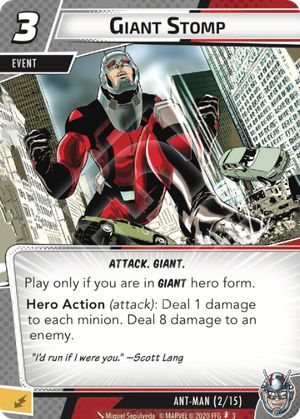 3
GIANT STOMP
EVENT
ATTACK. GIANT.
Play only if you are in GIANT hero form.
Hero Action (attack): Deal 1 damage
to each minion. Deal 8 damage to an
enemy.
"I'd run if I were you." —Scott Lang
ANT-MAN (2/15)
Miguel Sepulveda © MARVEL © 2020 FFG 3